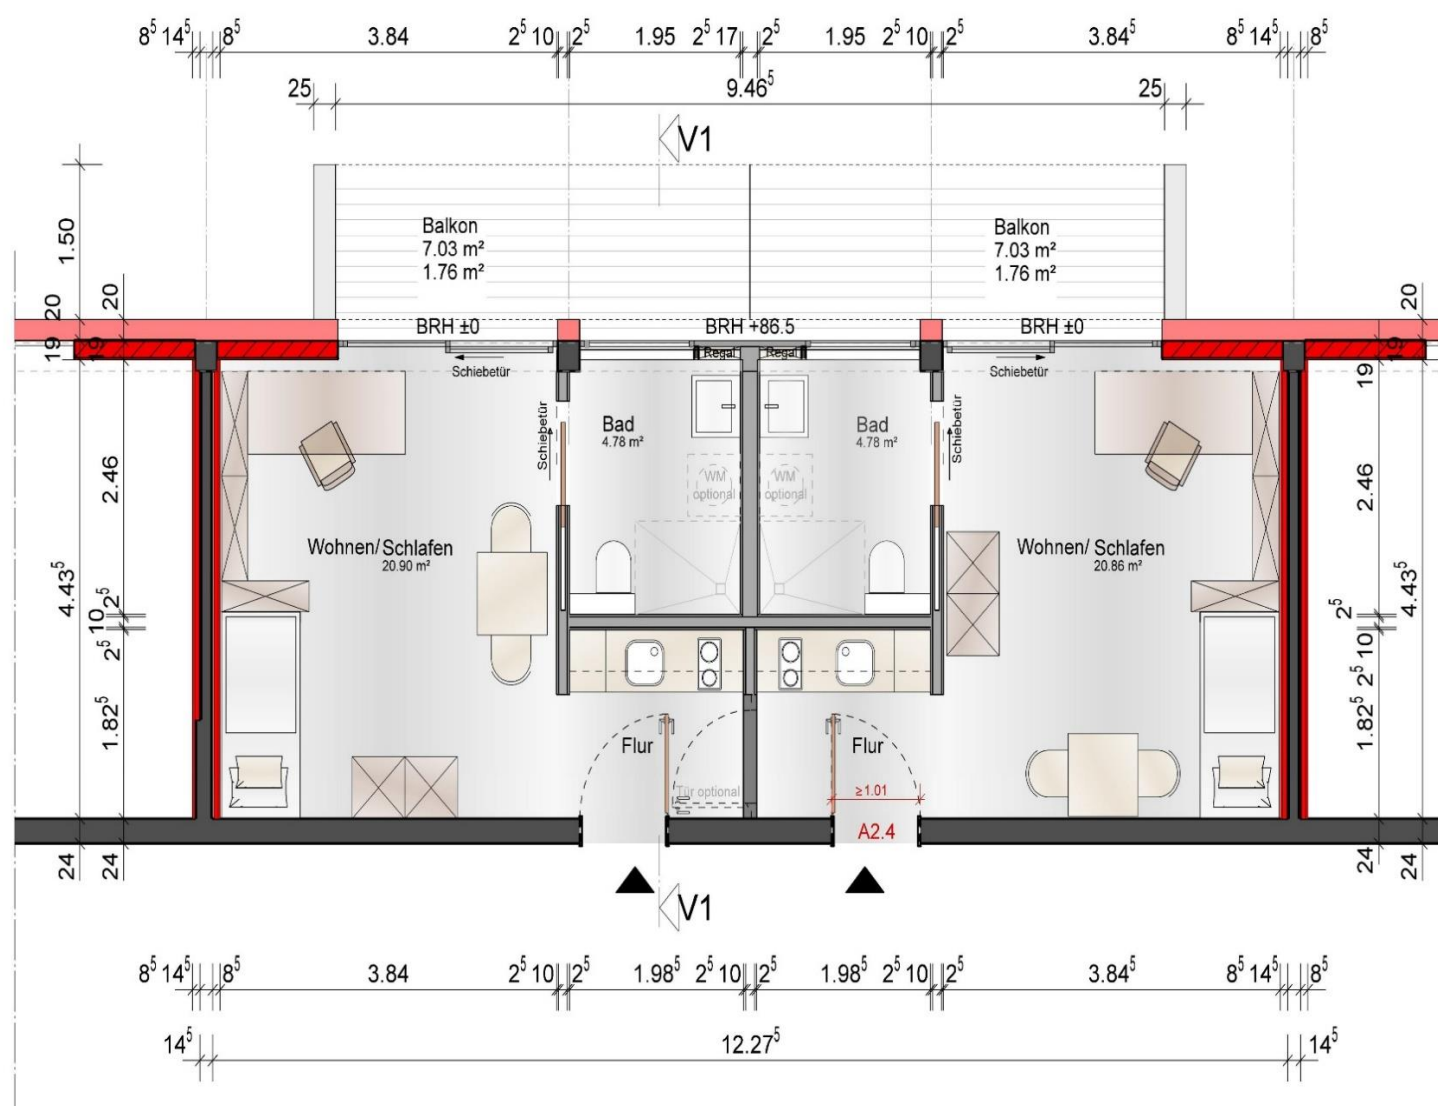 8⁵ 14⁵ 8⁵ 3.84 2⁵ 10 2⁵ 1.95 2⁵ 17 2⁵ 1.95 2⁵ 10 2⁵ 3.84⁵ 8⁵ 14⁵ 8⁵
25 9.46⁵ 25
V1
1.50
Balkon
7.03 m²
1.76 m²
Balkon
7.03 m²
1.76 m²
20 20 20
BRH ±0 BRH +86.5 BRH ±0
19 19 19 19
Regal Regal
Schiebetür Schiebetür
Schiebetür Schiebetür
Bad
4.78 m²
Bad
4.78 m²
WM
optional
WM
optional
2.46 2.46
Wohnen/ Schlafen
20.90 m²
Wohnen/ Schlafen
20.86 m²
4.43⁵ 4.43⁵
10 2⁵ 2⁵
2⁵ 2⁵ 10
1.82⁵ 1.82⁵
Flur Flur
Tür optional
≥1.01
A2.4
24 24 24 24
V1
8⁵ 14⁵ 8⁵ 3.84 2⁵ 10 2⁵ 1.98⁵ 2⁵ 10 2⁵ 1.98⁵ 2⁵ 10 2⁵ 3.84⁵ 8⁵ 14⁵ 8⁵
14⁵ 12.27⁵ 14⁵